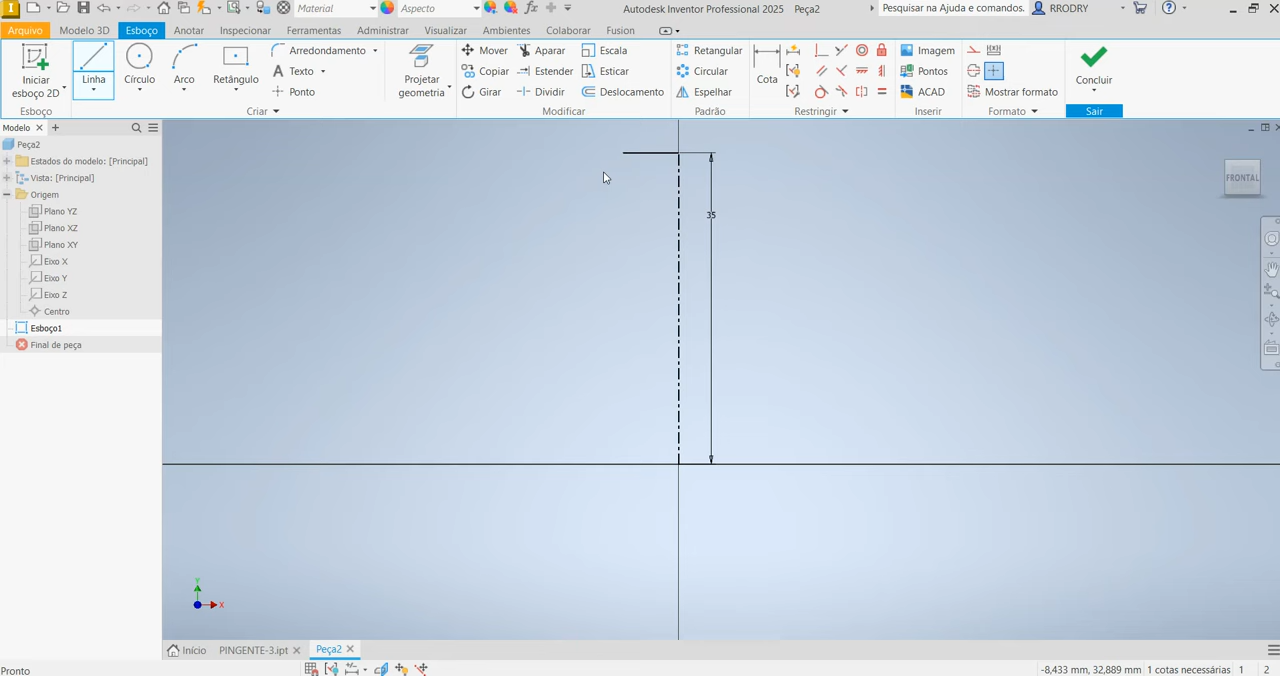 Material
Aspecto
Autodesk Inventor Professional 2025
Peça2
Pesquisar na Ajuda e comandos.
RRODRY
Arquivo
Modelo 3D
Esboço
Anotar
Inspecionar
Ferramentas
Administrar
Visualizar
Ambientes
Colaborar
Fusion
Iniciar
esboço 2D
Linha
Círculo
Arco
Retângulo
Arredondamento
Texto
Ponto
Projetar
geometria
Mover
Copiar
Girar
Aparar
Estender
Dividir
Escala
Esticar
Deslocamento
Retangular
Circular
Espelhar
Cota
Imagem
Pontos
ACAD
Mostrar formato
Concluir
Esboço
Criar
Modificar
Padrão
Restringir
Inserir
Formato
Sair
Modelo
Peça2
Estados do modelo: [Principal]
Vista: [Principal]
Origem
Plano YZ
Plano XZ
Plano XY
Eixo X
Eixo Y
Eixo Z
Centro
Esboço1
Final de peça
35
FRONTAL
Y
X
Início
PINGENTE-3.ipt
Peça2
Pronto
-8,433 mm, 32,889 mm
1 cotas necessárias
1
2